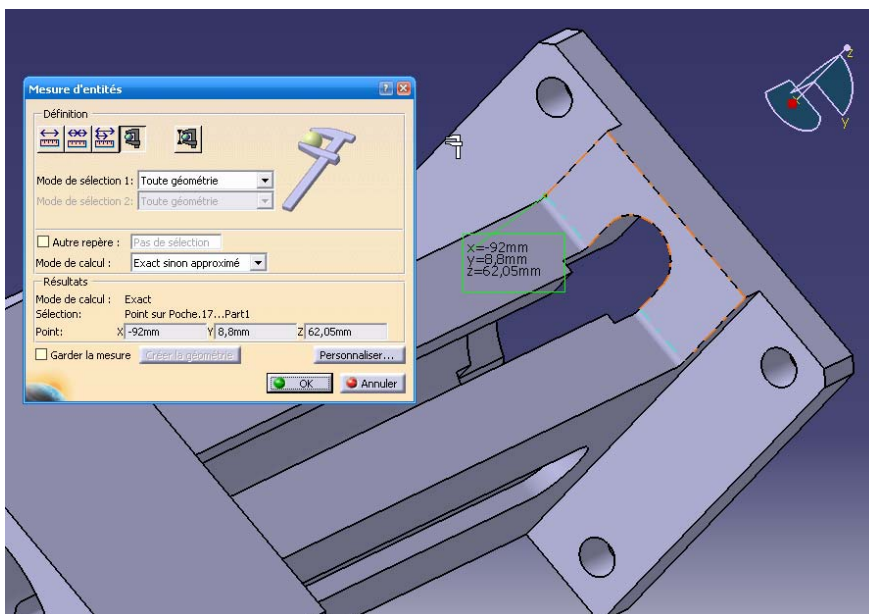 Mesure d'entités
Définition
Mode de sélection 1: Toute géométrie
Mode de sélection 2: Toute géométrie
Autre repère : Pas de sélection
Mode de calcul : Exact sinon approximé
Résultats
Mode de calcul : Exact
Sélection: Point sur Poche.17...Part1
Point: X -92mm Y 8,8mm Z 62,05mm
Garder la mesure Créer la géométrie Personnaliser...
OK Annuler
x=-92mm
y=8,8mm
z=62,05mm
z
y